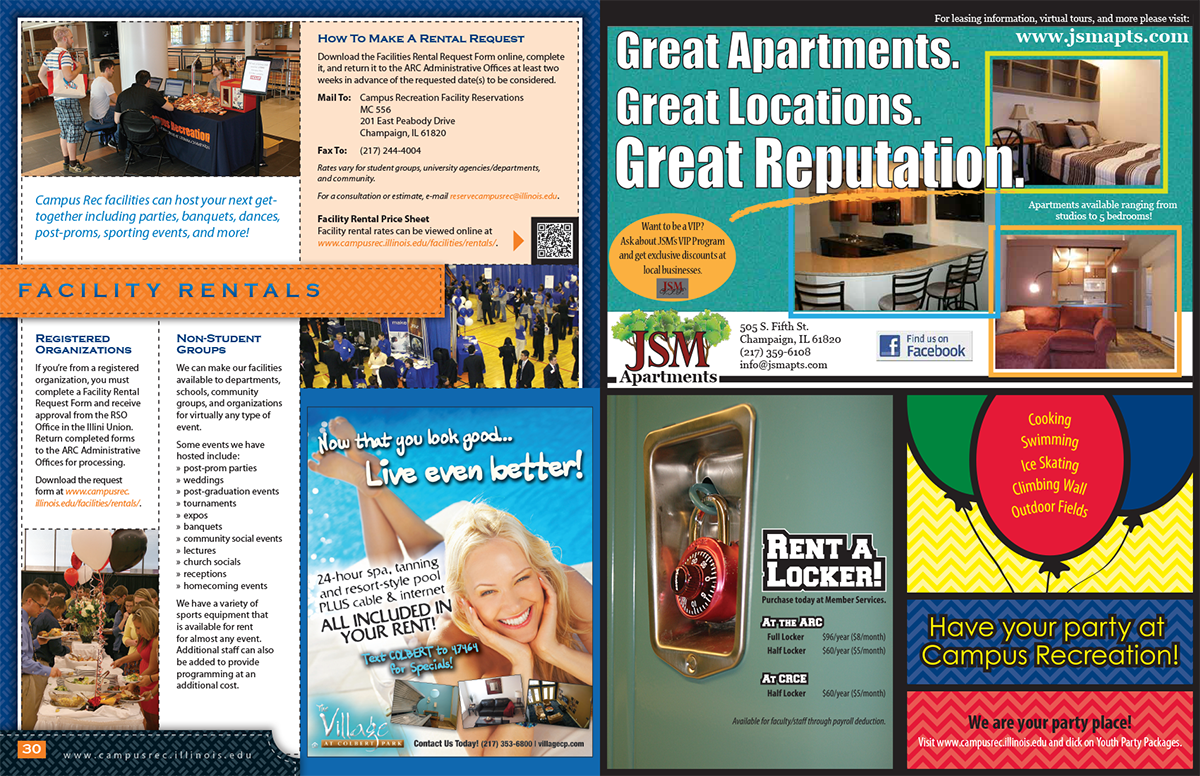 How To Make A Rental Request
Download the Facilities Rental Request Form online, complete
it, and return it to the ARC Administrative Offices at least two
weeks in advance of the requested date(s) to be considered.
Mail To: Campus Recreation Facility Reservations
MC 556
201 East Peabody Drive
Champaign, IL 61820
Fax To: (217) 244-4004
Rates vary for student groups, university agencies/departments,
and community.
For a consultation or estimate, e-mail reservecampusrec@illinois.edu.
Facility Rental Price Sheet
Facility rental rates can be viewed online at
www.campusrec.illinois.edu/facilities/rentals/.
Campus Rec facilities can host your next get-
together including parties, banquets, dances,
post-proms, sporting events, and more!
FACILITY RENTALS
Registered
Organizations
If you're from a registered
organization, you must
complete a Facility Rental
Request Form and receive
approval from the RSO
Office in the Illini Union.
Return completed forms
to the ARC Administrative
Offices for processing.
Download the request
form at www.campusrec.
illinois.edu/facilities/rentals/.
Non-Student
Groups
We can make our facilities
available to departments,
schools, community
groups, and organizations
for virtually any type of
event.
Some events we have
hosted include:
» post-prom parties
» weddings
» post-graduation events
» tournaments
» expos
» banquets
» community social events
» lectures
» church socials
» receptions
» homecoming events
We have a variety of
sports equipment that
is available for rent
for almost any event.
Additional staff can also
be added to provide
programming at an
additional cost.
30
www.campusrec.illinois.edu
Now that you look good...
Live even better!
24-hour spa, tanning
and resort-style pool
PLUS cable & internet
ALL INCLUDED IN
YOUR RENT!
Text COLBERT to 47464
For Specials!
The
Village
AT COLBERT PARK
Contact Us Today! (217) 353-6800 | villagecp.com
For leasing information, virtual tours, and more please visit:
www.jsmapts.com
Great Apartments.
Great Locations.
Great Reputation.
Apartments available ranging from
studios to 5 bedrooms!
Want to be a VIP?
Ask about JSM's VIP Program
and get exclusive discounts at
local businesses.
JSM
JSM
Apartments
505 S. Fifth St.
Champaign, IL 61820
(217) 359-6108
info@jsmapts.com
Find us on
Facebook
Rent a
Locker!
Purchase today at Member Services.
At the ARC
Full Locker $96/year ($8/month)
Half Locker $60/year ($5/month)
At CRCE
Half Locker $60/year ($5/month)
Available for faculty/staff through payroll deduction.
Cooking
Swimming
Ice Skating
Climbing Wall
Outdoor Fields
Have your party at
Campus Recreation!
We are your party place!
Visit www.campusrec.illinois.edu and click on Youth Party Packages.